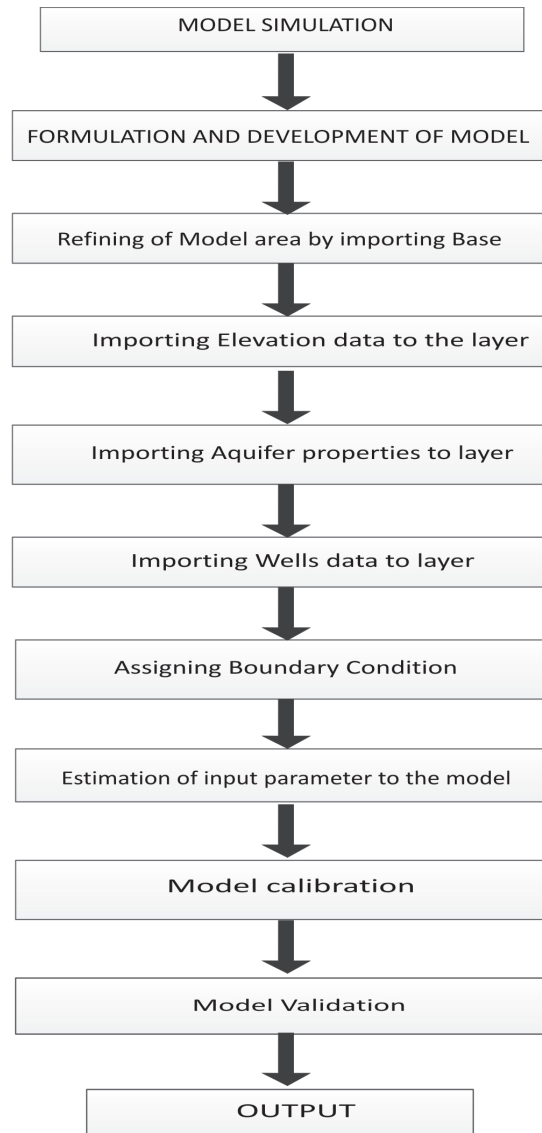 MODEL SIMULATION
FORMULATION AND DEVELOPMENT OF MODEL
Refining of Model area by importing Base
Importing Elevation data to the layer
Importing Aquifer properties to layer
Importing Wells data to layer
Assigning Boundary Condition
Estimation of input parameter to the model
Model calibration
Model Validation
OUTPUT